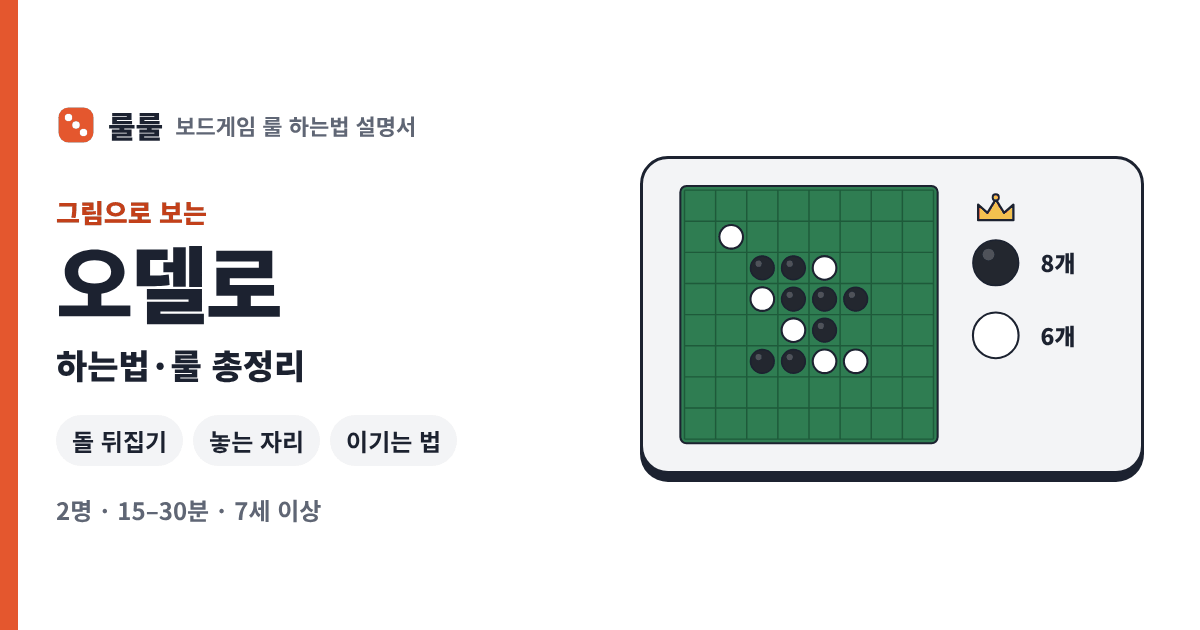 룰룰 보드게임 룰 하는법 설명서
그림으로 보는
오델로
하는법·룰 총정리
돌 뒤집기 놓는 자리 이기는 법
2명 · 15–30분 · 7세 이상
8개
6개